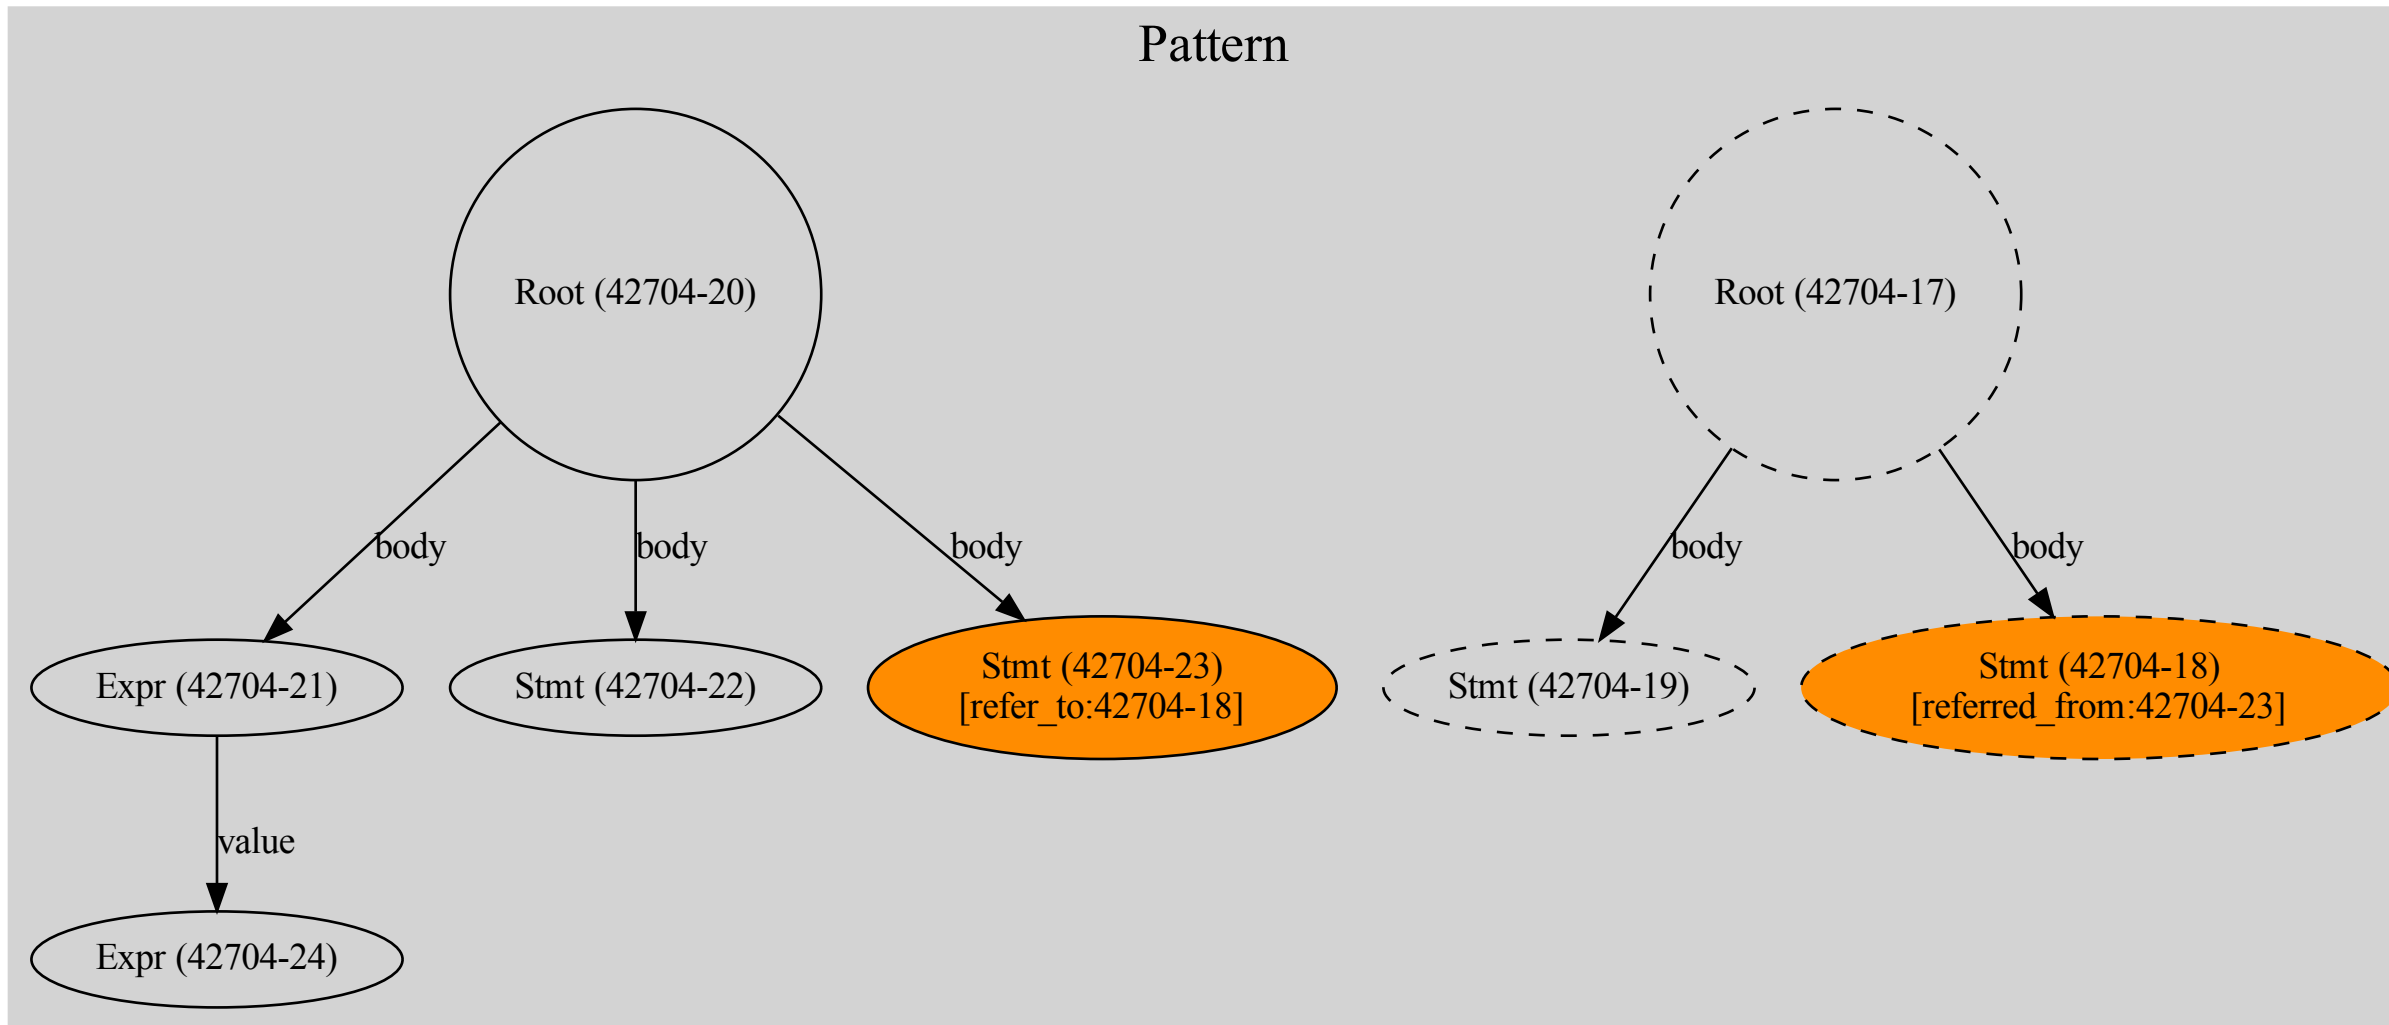 Pattern
Root (42704-20)
Root (42704-17)
body
body
body
body
body
Expr (42704-21)
Stmt (42704-22)
Stmt (42704-23)
[refer_to:42704-18]
Stmt (42704-19)
Stmt (42704-18)
[referred_from:42704-23]
value
Expr (42704-24)